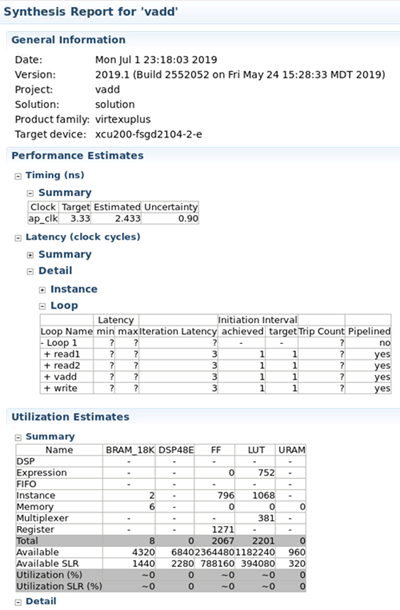 Synthesis Report for 'vadd'
General Information
Date: Mon Jul 1 23:18:03 2019
Version: 2019.1 (Build 2552052 on Fri May 24 15:28:33 MDT 2019)
Project: vadd
Solution: solution
Product family: virtexuplus
Target device: xcu200-fsgd2104-2-e
Performance Estimates
Timing (ns)
Summary
Clock Target Estimated Uncertainty
ap_clk 3.33 2.433 0.90
Latency (clock cycles)
Summary
Detail
Instance
Loop
Latency Initiation Interval
Loop Name min max Iteration Latency achieved target Trip Count Pipelined
- Loop 1 ? ? ? - - ? no
+ read1 ? ? 3 1 1 ? yes
+ read2 ? ? 3 1 1 ? yes
+ vadd ? ? 3 1 1 ? yes
+ write ? ? 3 1 1 ? yes
Utilization Estimates
Summary
Name BRAM_18K DSP48E FF LUT URAM
DSP - - - - -
Expression - - 0 752 -
FIFO - - - - -
Instance 2 - 796 1068 -
Memory 6 - 0 0 0
Multiplexer - - - 381 -
Register - - 1271 - -
Total 8 0 2067 2201 0
Available 4320 6840 2364480 1182240 960
Available SLR 1440 2280 788160 394080 320
Utilization (%) ~0 0 ~0 ~0 0
Utilization SLR (%) ~0 0 ~0 ~0 0
Detail